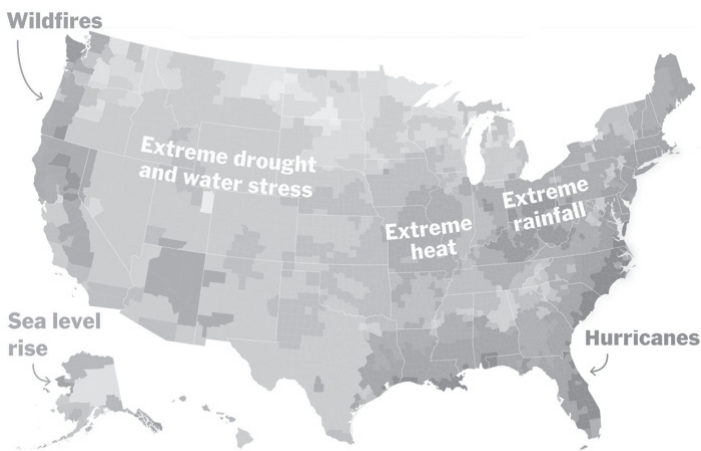 Wildfires
Extreme drought
and water stress
Extreme
heat
Extreme
rainfall
Sea level
rise
Hurricanes